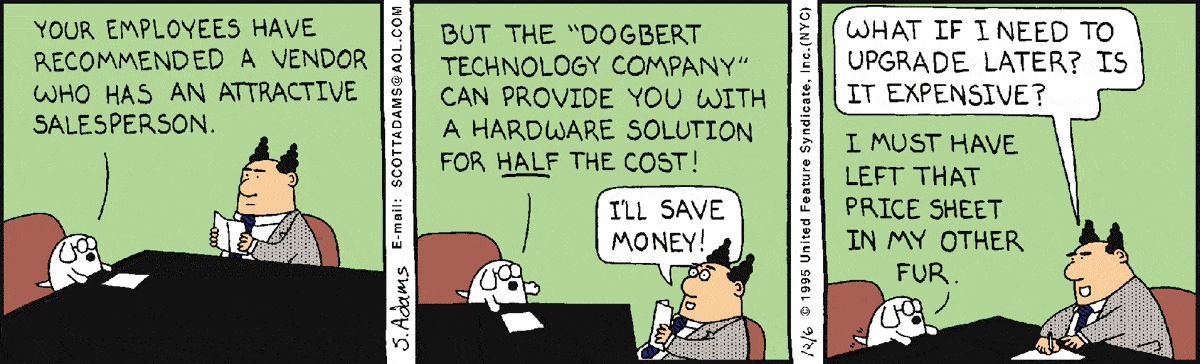 YOUR EMPLOYEES HAVE
RECOMMENDED A VENDOR
WHO HAS AN ATTRACTIVE
SALESPERSON.
S. Adams E-mail: SCOTTADAMS@AOL.COM
BUT THE "DOGBERT
TECHNOLOGY COMPANY"
CAN PROVIDE YOU WITH
A HARDWARE SOLUTION
FOR HALF THE COST!
I'LL SAVE
MONEY!
12/6 © 1995 United Feature Syndicate, Inc.(NYC)
WHAT IF I NEED TO
UPGRADE LATER? IS
IT EXPENSIVE?
I MUST HAVE
LEFT THAT
PRICE SHEET
IN MY OTHER
FUR.